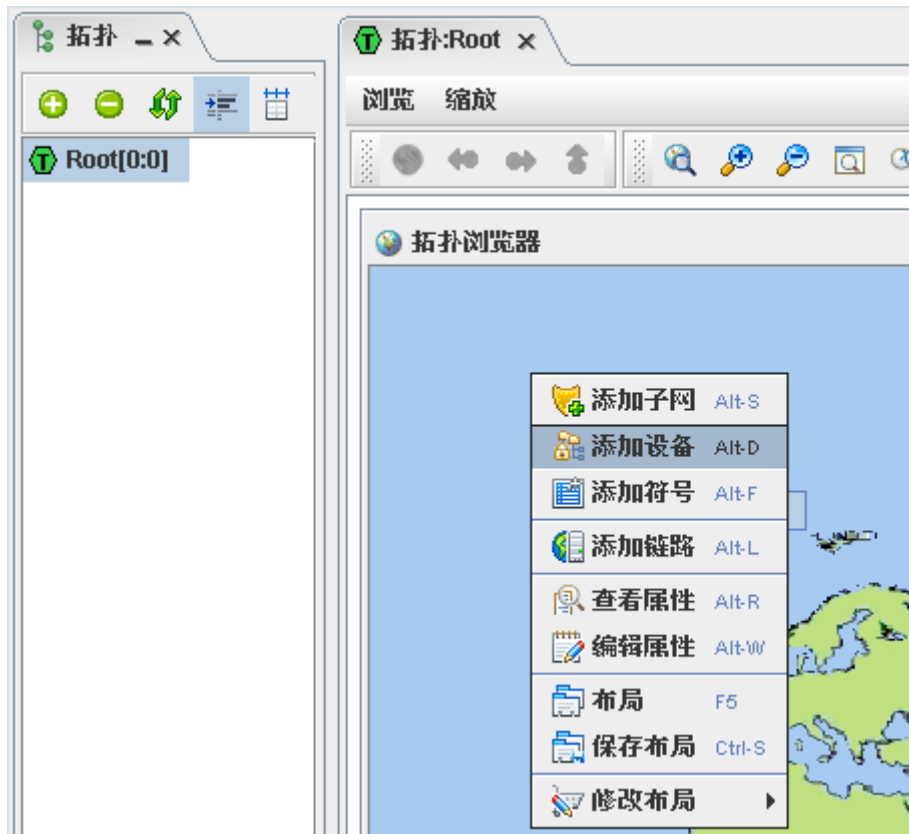 拓扑
拓扑:Root
浏览 缩放
Root[0:0]
拓扑浏览器
添加子网 Alt-S
添加设备 Alt-D
添加符号 Alt-F
添加链路 Alt-L
查看属性 Alt-R
编辑属性 Alt-W
布局 F5
保存布局 Ctrl-S
修改布局